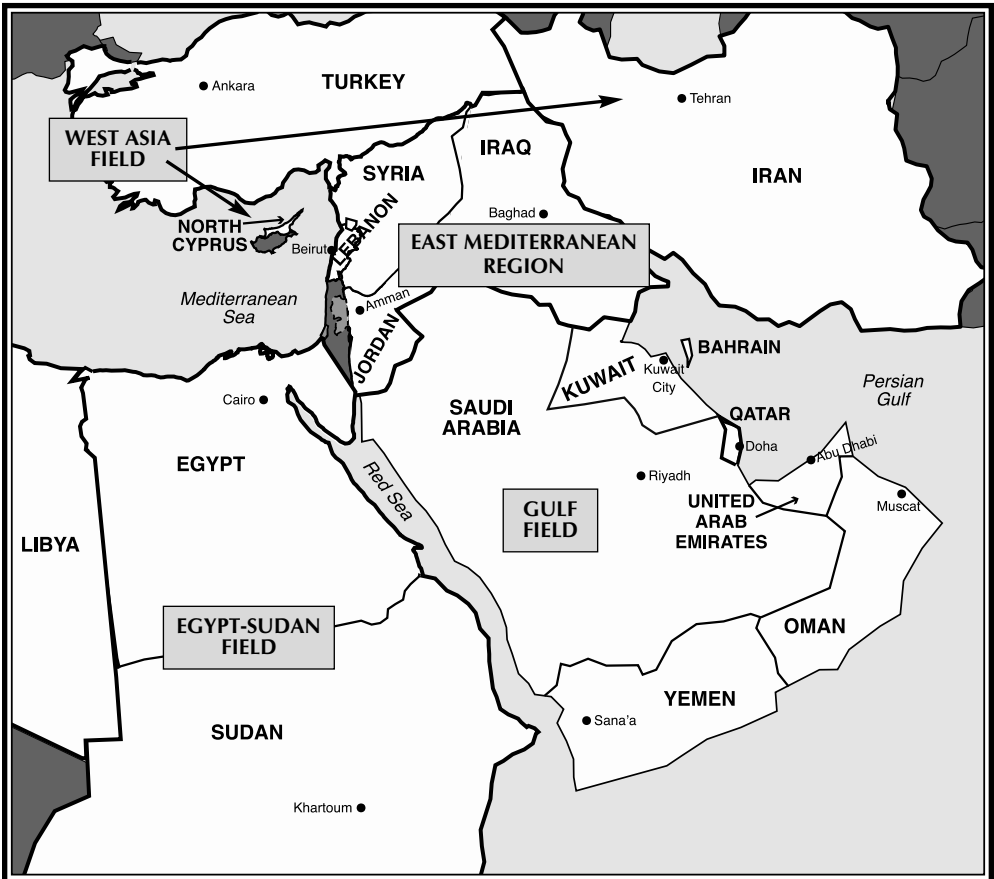 Ankara
TURKEY
Tehran
WEST ASIA
FIELD
IRAQ
SYRIA
IRAN
LEBANON
Baghad
NORTH
CYPRUS
Beirut
EAST MEDITERRANEAN
REGION
Mediterranean
Sea
Amman
JORDAN
BAHRAIN
KUWAIT
Kuwait
City
Persian
Gulf
Cairo
SAUDI
ARABIA
QATAR
Doha
Abu Dhabi
EGYPT
Red Sea
Riyadh
UNITED
ARAB
EMIRATES
Muscat
GULF
FIELD
LIBYA
EGYPT-SUDAN
FIELD
OMAN
YEMEN
Sana'a
SUDAN
Khartoum